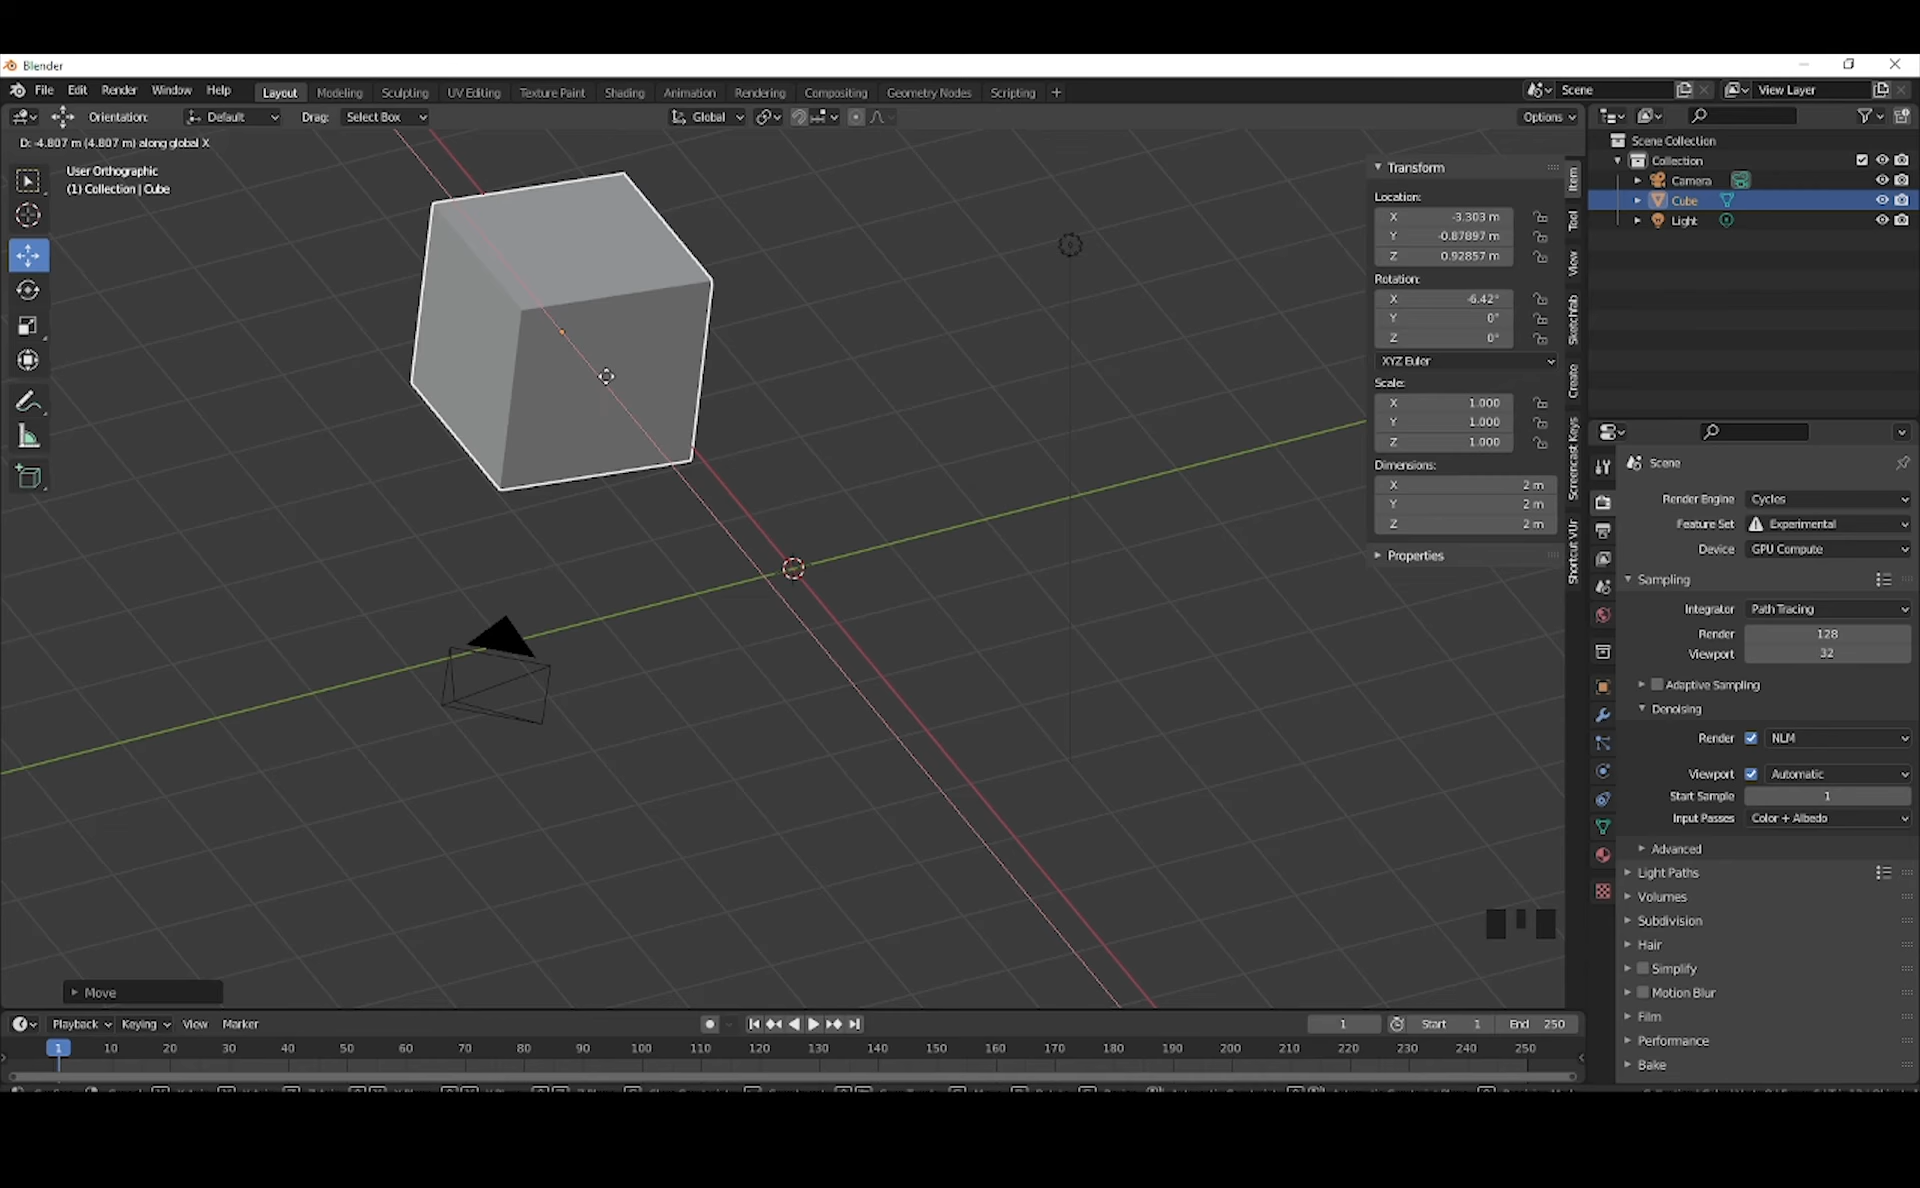 Blender
File Edit Render Window Help Layout Modeling Sculpting UV Editing Texture Paint Shading Animation Rendering Compositing Geometry Nodes Scripting +
Scene
View Layer
Orientation: Default Drag: Select Box
Global
Options
D: -4.807 m (4.807 m) along global X
User Orthographic
(1) Collection | Cube
Transform
Location:
X -3.303 m
Y -0.87897 m
Z 0.92857 m
Rotation:
X -6.42°
Y 0°
Z 0°
XYZ Euler
Scale:
X 1.000
Y 1.000
Z 1.000
Dimensions:
X 2 m
Y 2 m
Z 2 m
Properties
Item
Tool
View
Sketchfab
Create
Screencast Keys
Shortcut VUr
Scene Collection
Collection
Camera
Cube
Light
Scene
Render Engine Cycles
Feature Set Experimental
Device GPU Compute
Sampling
Integrator Path Tracing
Render 128
Viewport 32
Adaptive Sampling
Denoising
Render NLM
Viewport Automatic
Start Sample 1
Input Passes Color + Albedo
Advanced
Light Paths
Volumes
Subdivision
Hair
Simplify
Motion Blur
Film
Performance
Bake
Move
Playback Keying View Marker
1 Start 1 End 250
1 10 20 30 40 50 60 70 80 90 100 110 120 130 140 150 160 170 180 190 200 210 220 230 240 250